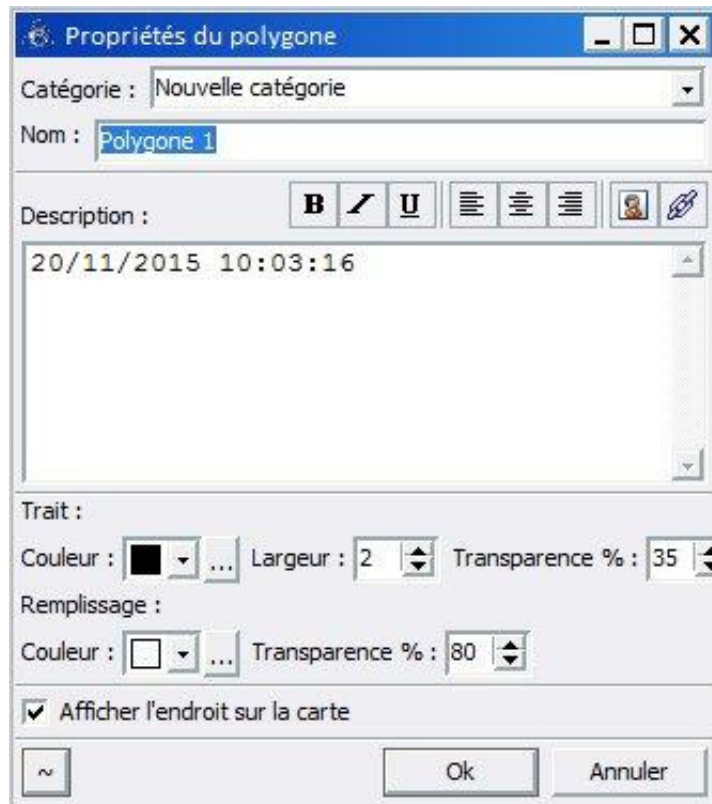 Propriétés du polygone
Catégorie : Nouvelle catégorie
Nom : Polygone 1
Description : B I U
20/11/2015 10:03:16
Trait :
Couleur : ... Largeur : 2 Transparence % : 35
Remplissage :
Couleur : ... Transparence % : 80
Afficher l'endroit sur la carte
~ Ok Annuler